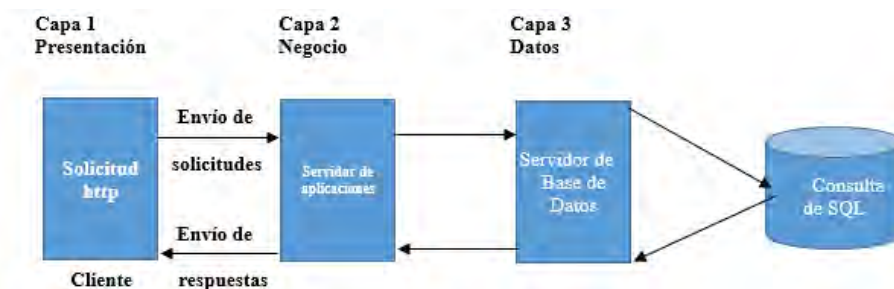 Capa 1
Presentación
Capa 2
Negocio
Capa 3
Datos
Solicitud
http
Envío de
solicitudes
Servidor de
aplicaciones
Servidor de
Base de
Datos
Consulta
de SQL
Envío de
respuestas
Cliente